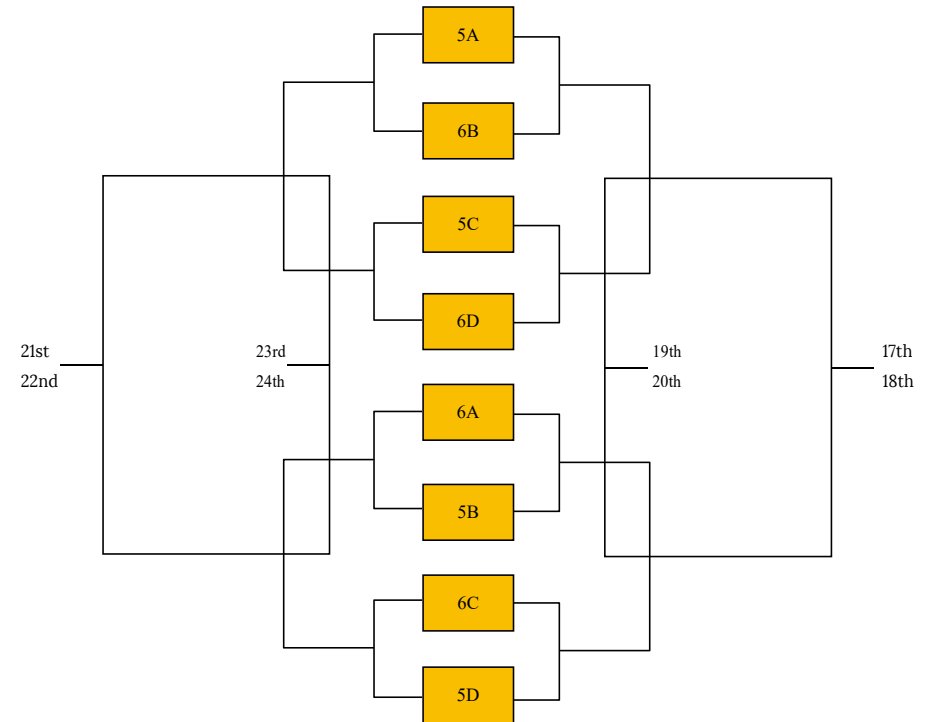 5A
6B
5C
6D
21st
22nd
23rd
24th
19th
20th
17th
18th
6A
5B
6C
5D